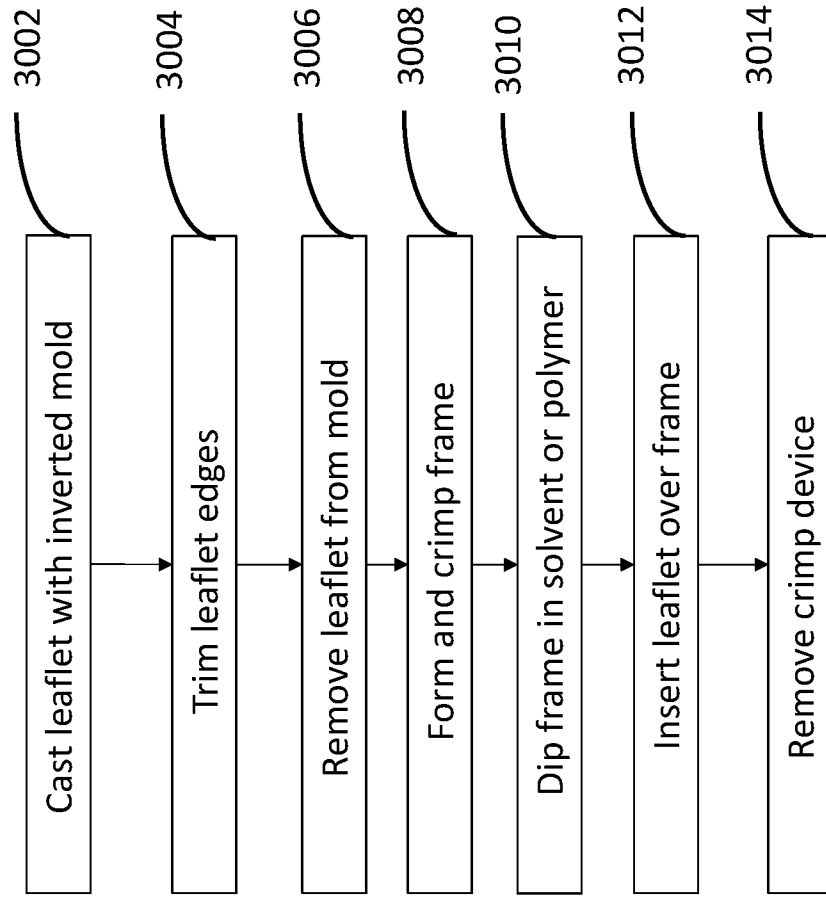 Cast leaflet with inverted mold
3002
Trim leaflet edges
3004
Remove leaflet from mold
3006
Form and crimp frame
3008
Dip frame in solvent or polymer
3010
Insert leaflet over frame
3012
Remove crimp device
3014